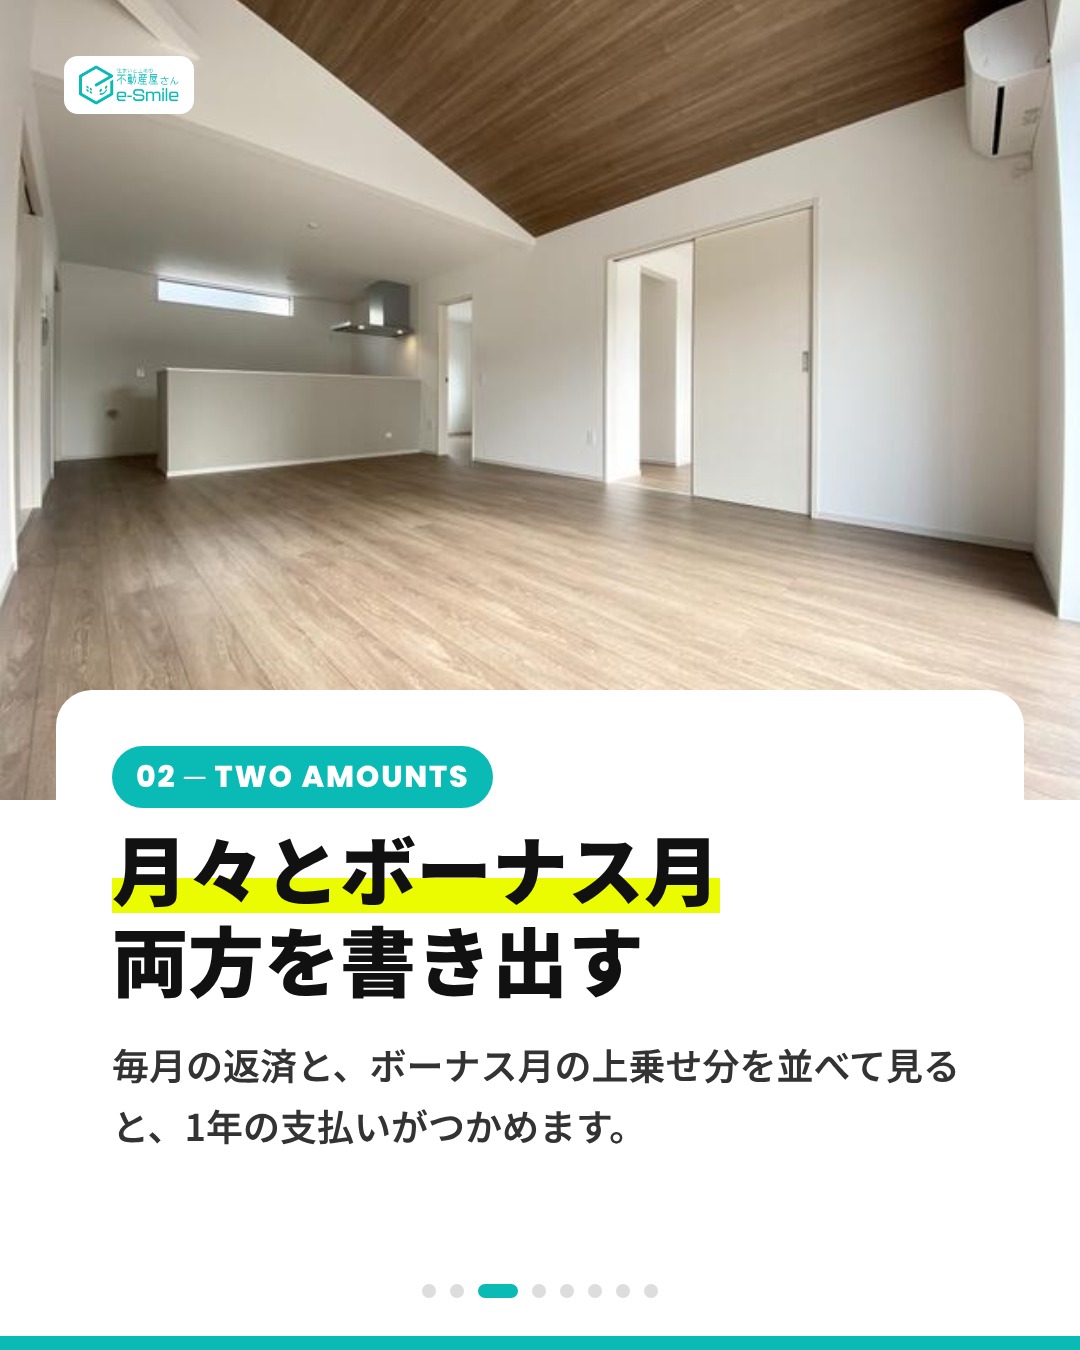 不動産屋さん
e-Smile
02 — TWO AMOUNTS
月々とボーナス月
両方を書き出す
毎月の返済と、ボーナス月の上乗せ分を並べて見る
と、1年の支払いがつかめます。